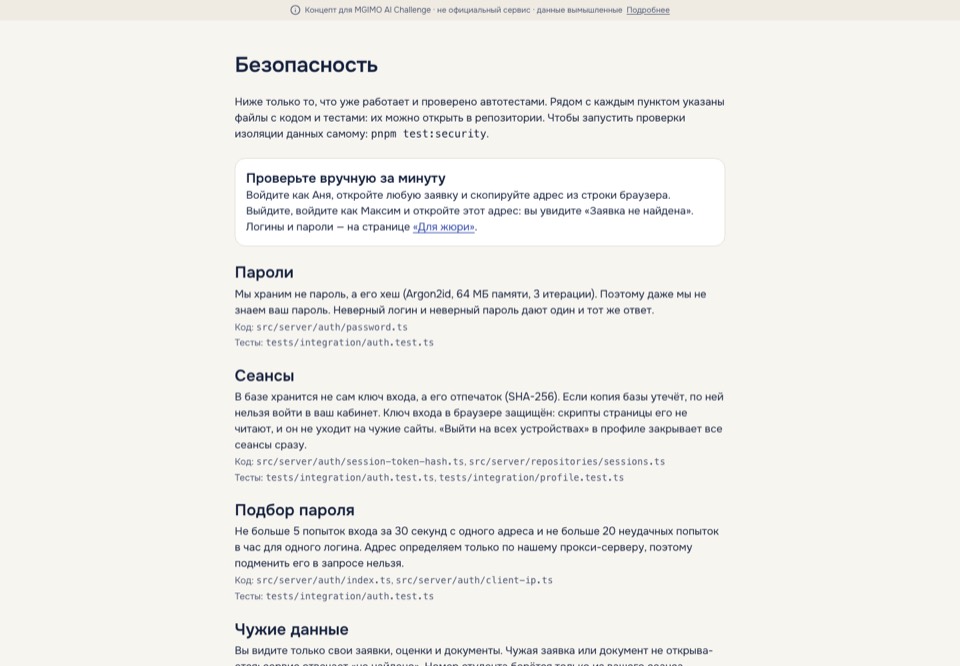 Концепт для MGIMO AI Challenge · не официальный сервис · данные вымышленные Подробнее
Безопасность
Ниже только то, что уже работает и проверено автотестами. Рядом с каждым пунктом указаны
файлы с кодом и тестами: их можно открыть в репозитории. Чтобы запустить проверки
изоляции данных самому: pnpm test:security.
Проверьте вручную за минуту
Войдите как Аня, откройте любую заявку и скопируйте адрес из строки браузера.
Выйдите, войдите как Максим и откройте этот адрес: вы увидите «Заявка не найдена».
Логины и пароли — на странице «Для жюри».
Пароли
Мы храним не пароль, а его хеш (Argon2id, 64 МБ памяти, 3 итерации). Поэтому даже мы не
знаем ваш пароль. Неверный логин и неверный пароль дают один и тот же ответ.
Код: src/server/auth/password.ts
Тесты: tests/integration/auth.test.ts
Сеансы
В базе хранится не сам ключ входа, а его отпечаток (SHA-256). Если копия базы утечёт, по ней
нельзя войти в ваш кабинет. Ключ входа в браузере защищён: скрипты страницы его не
читают, и он не уходит на чужие сайты. «Выйти на всех устройствах» в профиле закрывает все
сеансы сразу.
Код: src/server/auth/session-token-hash.ts, src/server/repositories/sessions.ts
Тесты: tests/integration/auth.test.ts, tests/integration/profile.test.ts
Подбор пароля
Не больше 5 попыток входа за 30 секунд с одного адреса и не больше 20 неудачных попыток
в час для одного логина. Адрес определяем только по нашему прокси-серверу, поэтому
подменить его в запросе нельзя.
Код: src/server/auth/index.ts, src/server/auth/client-ip.ts
Тесты: tests/integration/auth.test.ts
Чужие данные
Вы видите только свои заявки, оценки и документы. Чужая заявка или документ не открыва-